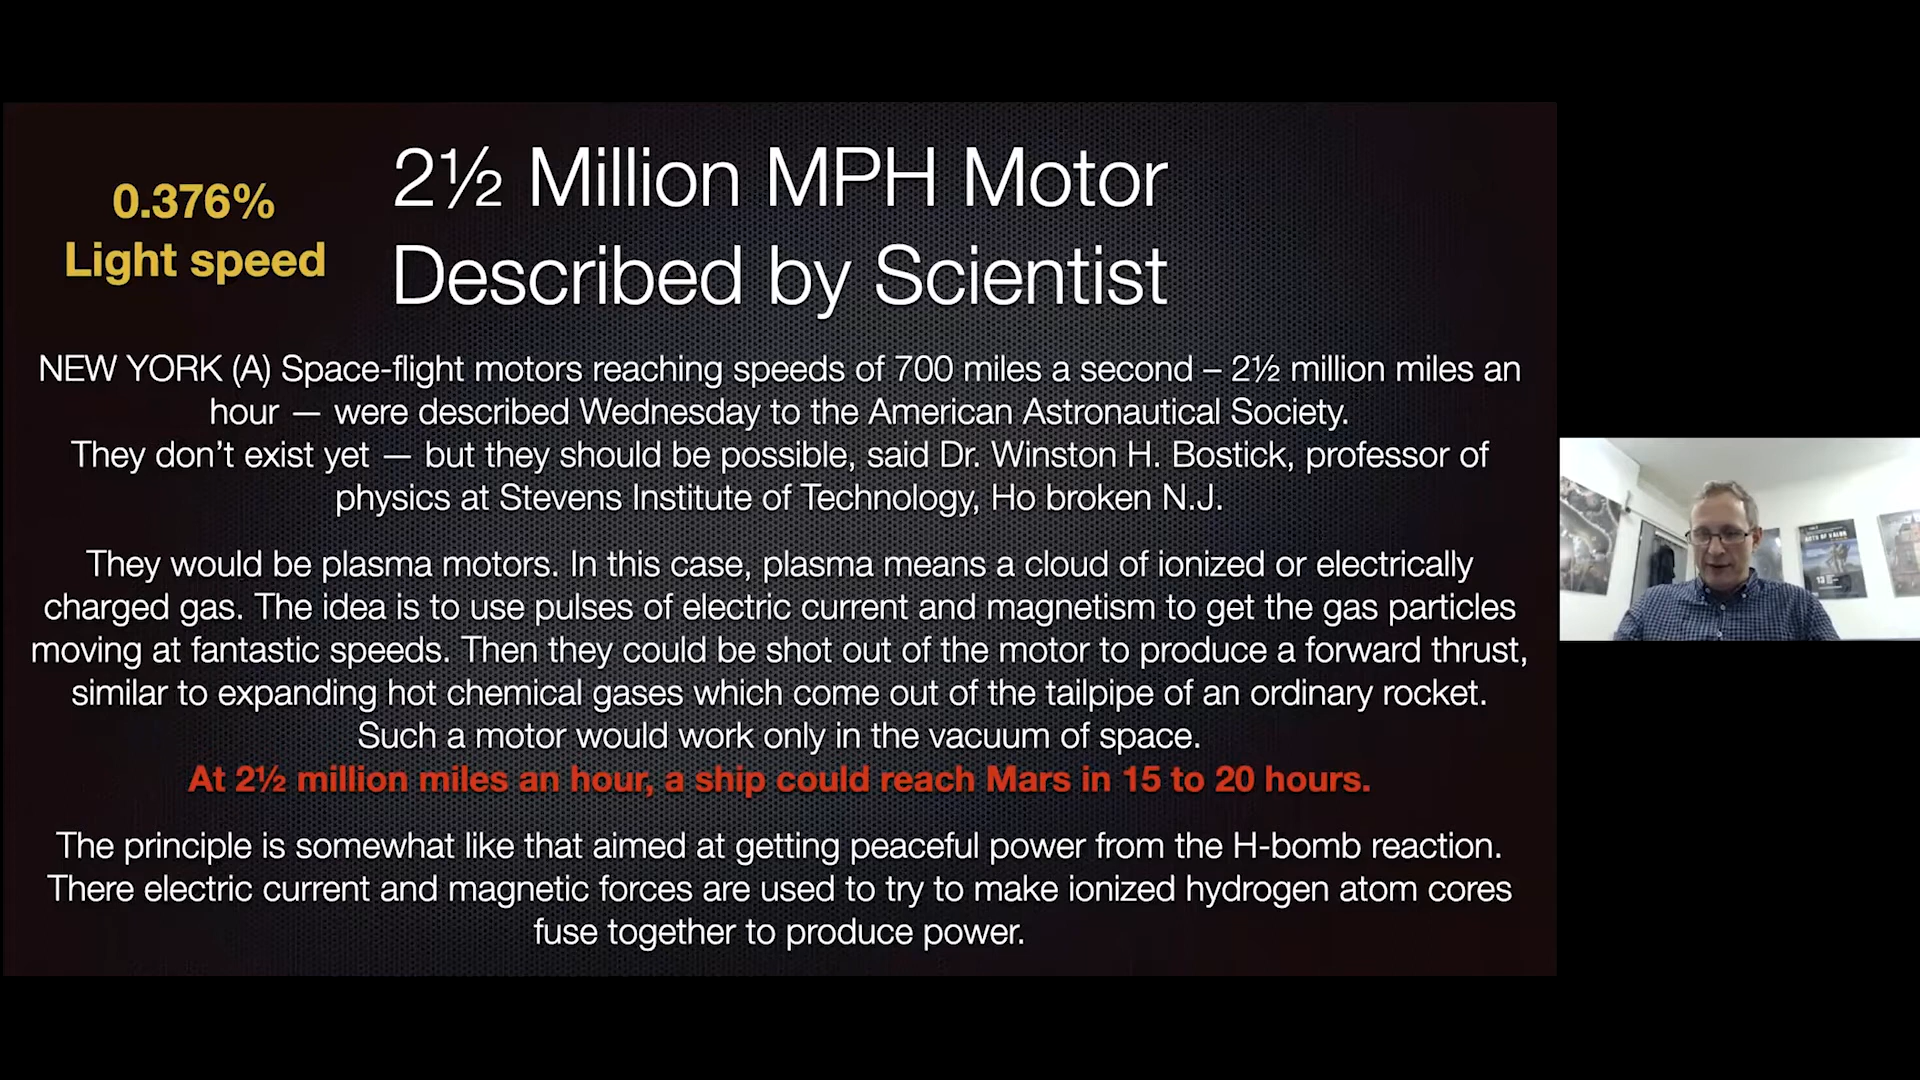 0.376%
Light speed
2½ Million MPH Motor
Described by Scientist
NEW YORK (A) Space-flight motors reaching speeds of 700 miles a second – 2½ million miles an
hour — were described Wednesday to the American Astronautical Society.
They don’t exist yet — but they should be possible, said Dr. Winston H. Bostick, professor of
physics at Stevens Institute of Technology, Ho broken N.J.
They would be plasma motors. In this case, plasma means a cloud of ionized or electrically
charged gas. The idea is to use pulses of electric current and magnetism to get the gas particles
moving at fantastic speeds. Then they could be shot out of the motor to produce a forward thrust,
similar to expanding hot chemical gases which come out of the tailpipe of an ordinary rocket.
Such a motor would work only in the vacuum of space.
At 2½ million miles an hour, a ship could reach Mars in 15 to 20 hours.
The principle is somewhat like that aimed at getting peaceful power from the H-bomb reaction.
There electric current and magnetic forces are used to try to make ionized hydrogen atom cores
fuse together to produce power.
ACTS OF VALOR
13